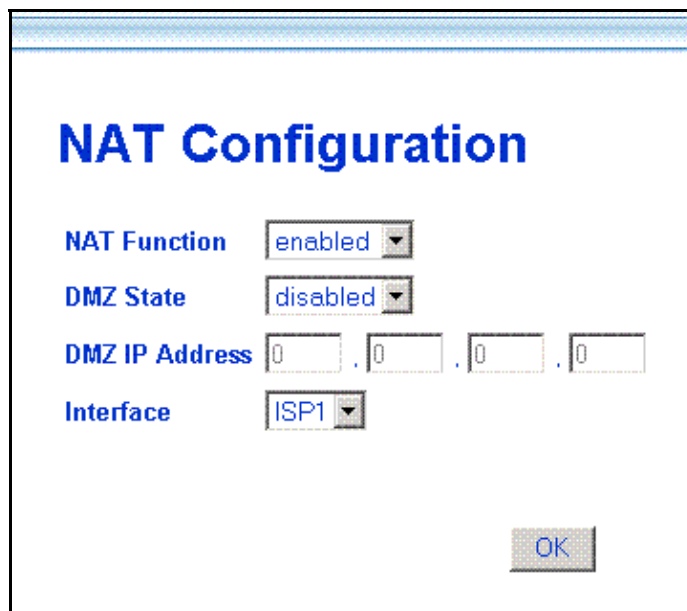 NAT Configuration
NAT Function enabled
DMZ State disabled
DMZ IP Address 0 . 0 . 0 . 0
Interface ISP1
OK